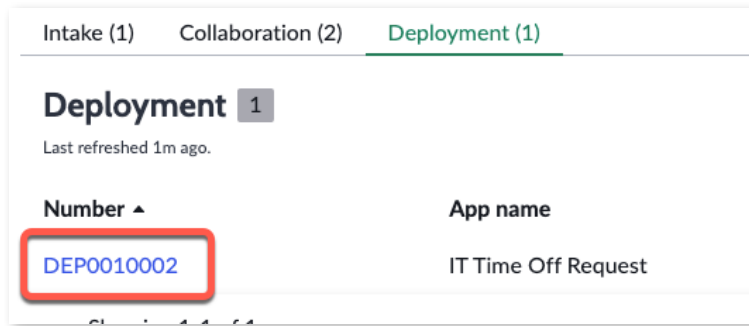 Intake (1) Collaboration (2) Deployment (1)
Deployment 1
Last refreshed 1m ago.
Number App name
DEP0010002 IT Time Off Request